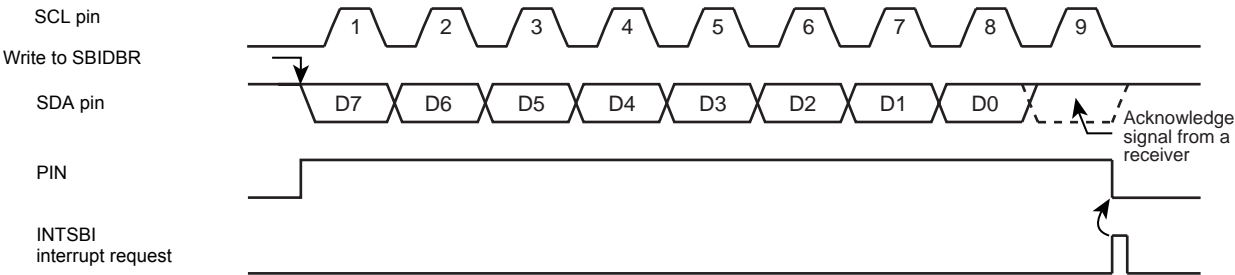 SCL pin
1 2 3 4 5 6 7 8 9
Write to SBIDBR
SDA pin
D7 D6 D5 D4 D3 D2 D1 D0
Acknowledge
signal from a
receiver
PIN
INTSBI
interrupt request